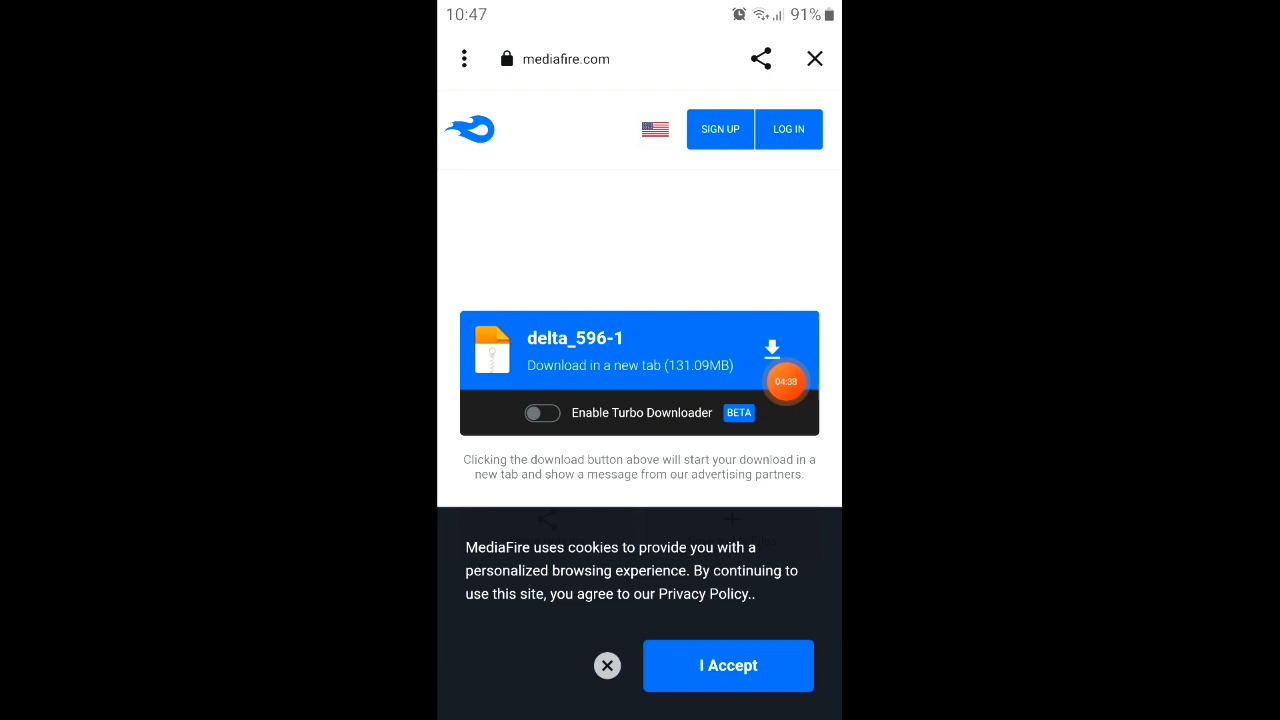 10:47
91%
mediafire.com
SIGN UP
LOG IN
delta_596-1
Download in a new tab (131.09MB)
04:38
Enable Turbo Downloader BETA
Clicking the download button above will start your download in a
new tab and show a message from our advertising partners.
MediaFire uses cookies to provide you with a
personalized browsing experience. By continuing to
use this site, you agree to our Privacy Policy..
I Accept